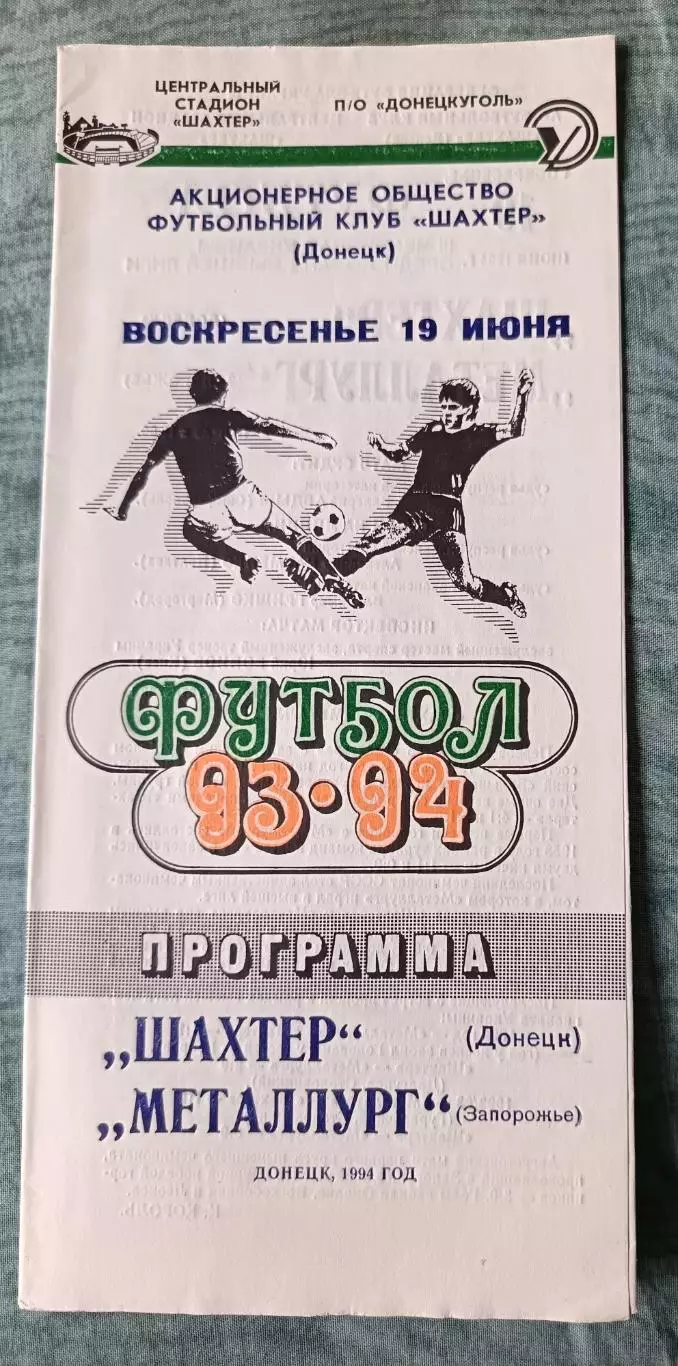 ЦЕНТРАЛЬНЫЙ
СТАДИОН
«ШАХТЕР»
П/О «ДОНЕЦКУГОЛЬ»
АКЦИОНЕРНОЕ ОБЩЕСТВО
ФУТБОЛЬНЫЙ КЛУБ «ШАХТЕР»
(Донецк)
ВОСКРЕСЕНЬЕ 19 ИЮНЯ
ФУТБОЛ
93·94
ПРОГРАММА
„ШАХТЕР“ (Донецк)
„МЕТАЛЛУРГ“ (Запорожье)
ДОНЕЦК, 1994 ГОД